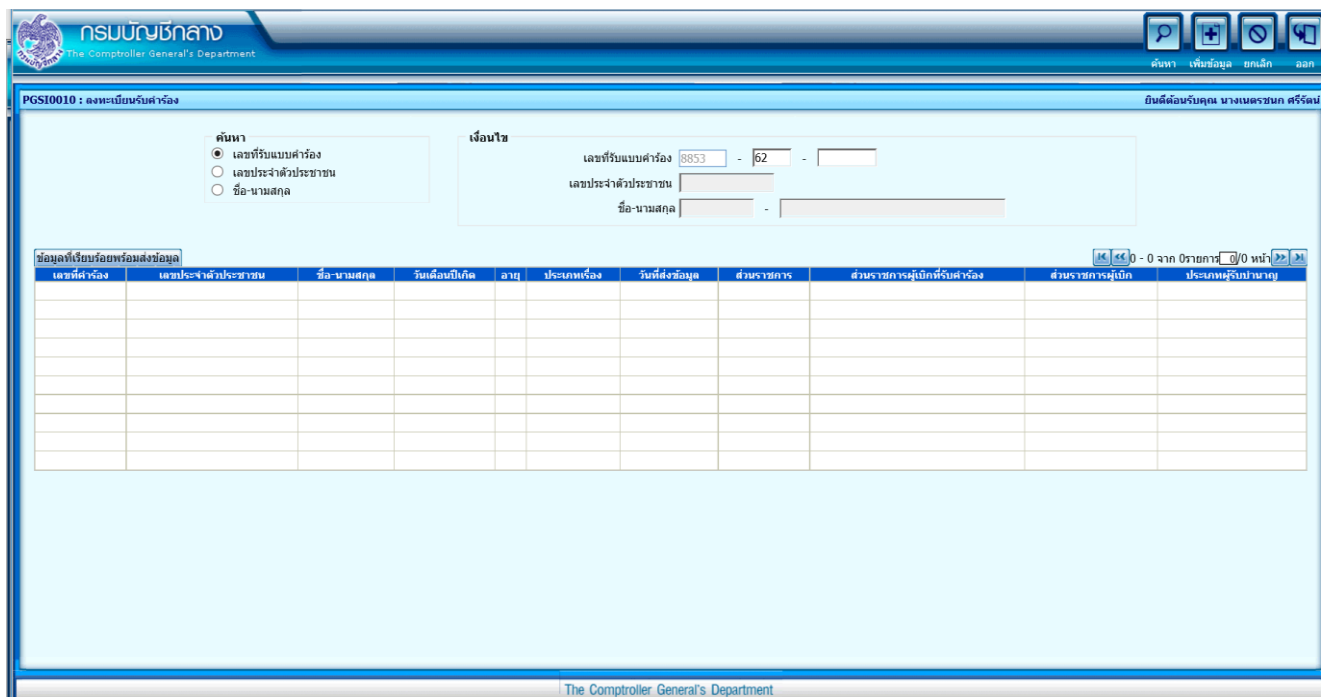 กรมบัญชีกลาง
The Comptroller General's Department
ค้นหา เพิ่มข้อมูล ยกเลิก ออก
PGSI0010 : ลงทะเบียนรับคำร้อง
ยินดีต้อนรับคุณ นางเนตรชนก ศรีรัตน์
ค้นหา
เลขที่รับแบบคำร้อง
เลขประจำตัวประชาชน
ชื่อ-นามสกุล
เงื่อนไข
เลขที่รับแบบคำร้อง 8853 - 62 -
เลขประจำตัวประชาชน
ชื่อ-นามสกุล -
ข้อมูลที่เรียบร้อยพร้อมส่งข้อมูล
0 - 0 จาก 0รายการ 0/0 หน้า
เลขที่คำร้อง เลขประจำตัวประชาชน ชื่อ-นามสกุล วันเดือนปีเกิด อายุ ประเภทเรื่อง วันที่ส่งข้อมูล ส่วนราชการ ส่วนราชการผู้เบิกที่รับคำร้อง ส่วนราชการผู้เบิก ประเภทผู้รับบำนาญ
The Comptroller General's Department